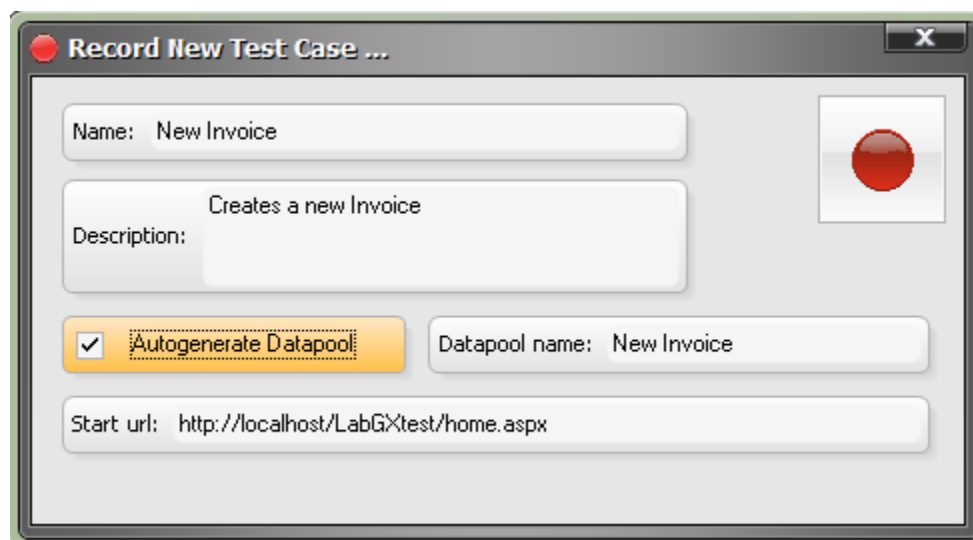 Record New Test Case ...
x
Name: New Invoice
Creates a new Invoice
Description:
Autogenerate Datapool
Datapool name: New Invoice
Start url: http://localhost/LabGXtest/home.aspx